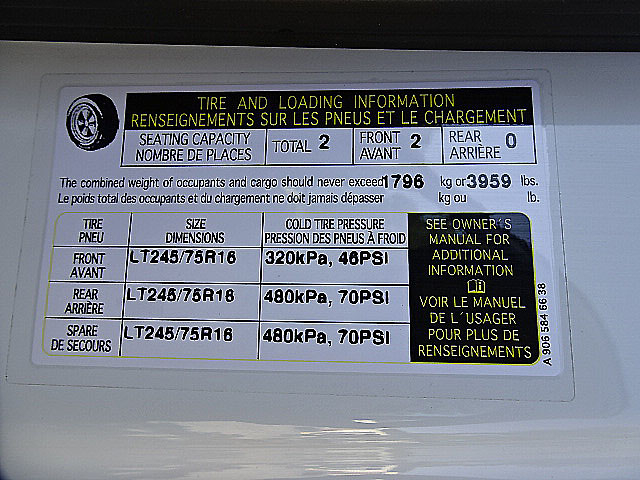 TIRE AND LOADING INFORMATION
RENSEIGNEMENTS SUR LES PNEUS ET LE CHARGEMENT
SEATING CAPACITY
NOMBRE DE PLACES
TOTAL 2
FRONT
AVANT 2
REAR
ARRIÈRE 0
The combined weight of occupants and cargo should never exceed 1796 kg or 3959 lbs.
Le poids total des occupants et du chargement ne doit jamais dépasser kg ou lb.
TIRE
PNEU
SIZE
DIMENSIONS
COLD TIRE PRESSURE
PRESSION DES PNEUS À FROID
FRONT
AVANT
LT245/75R16
320kPa, 46PSI
REAR
ARRIÈRE
LT245/75R16
480kPa, 70PSI
SPARE
DE SECOURS
LT245/75R16
480kPa, 70PSI
SEE OWNER´S
MANUAL FOR
ADDITIONAL
INFORMATION
VOIR LE MANUEL
DE L´USAGER
POUR PLUS DE
RENSEIGNEMENTS
A 906 584 56 38